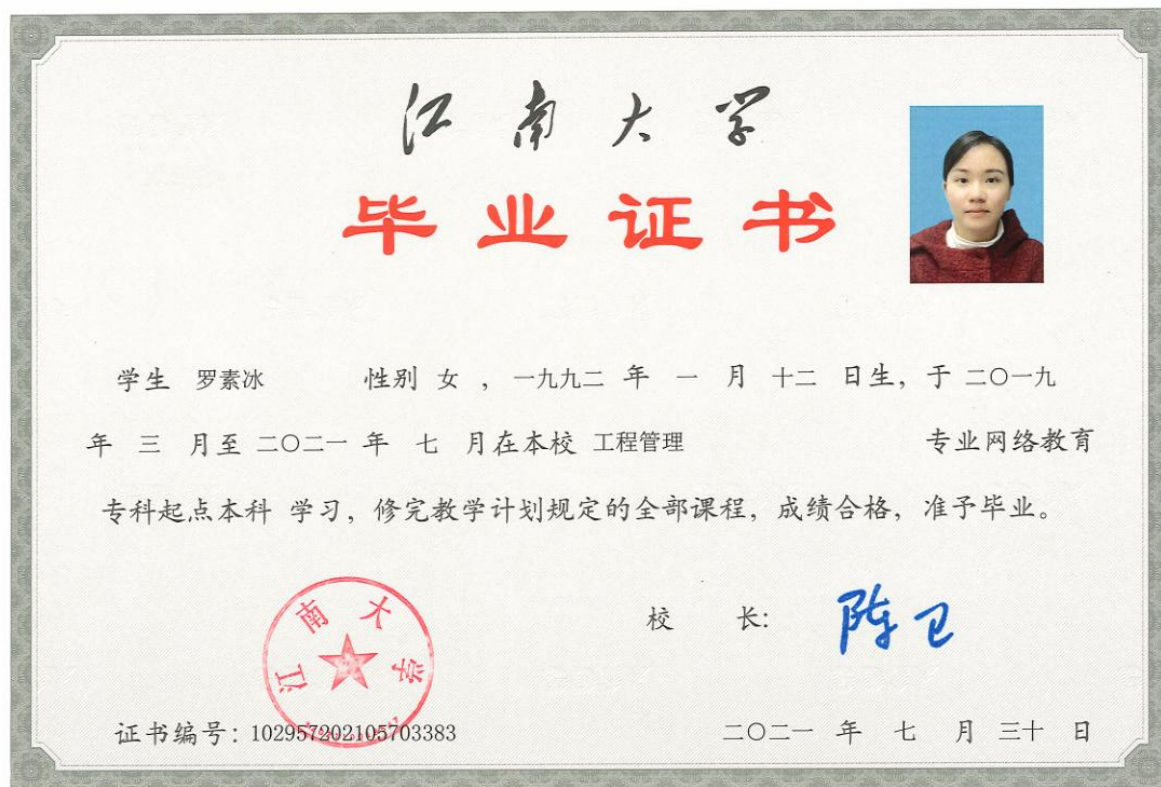 江南大学
毕业证书
学生 罗素冰 性别 女 ，一九九二 年 一 月 十二 日生，于 二〇一九
年 三 月至 二〇二一 年 七 月在本校 工程管理 专业网络教育
专科起点本科 学习，修完教学计划规定的全部课程，成绩合格，准予毕业。
江南大学
校 长：
陈卫
证书编号：102957202105703383
二〇二一 年 七 月 三十 日